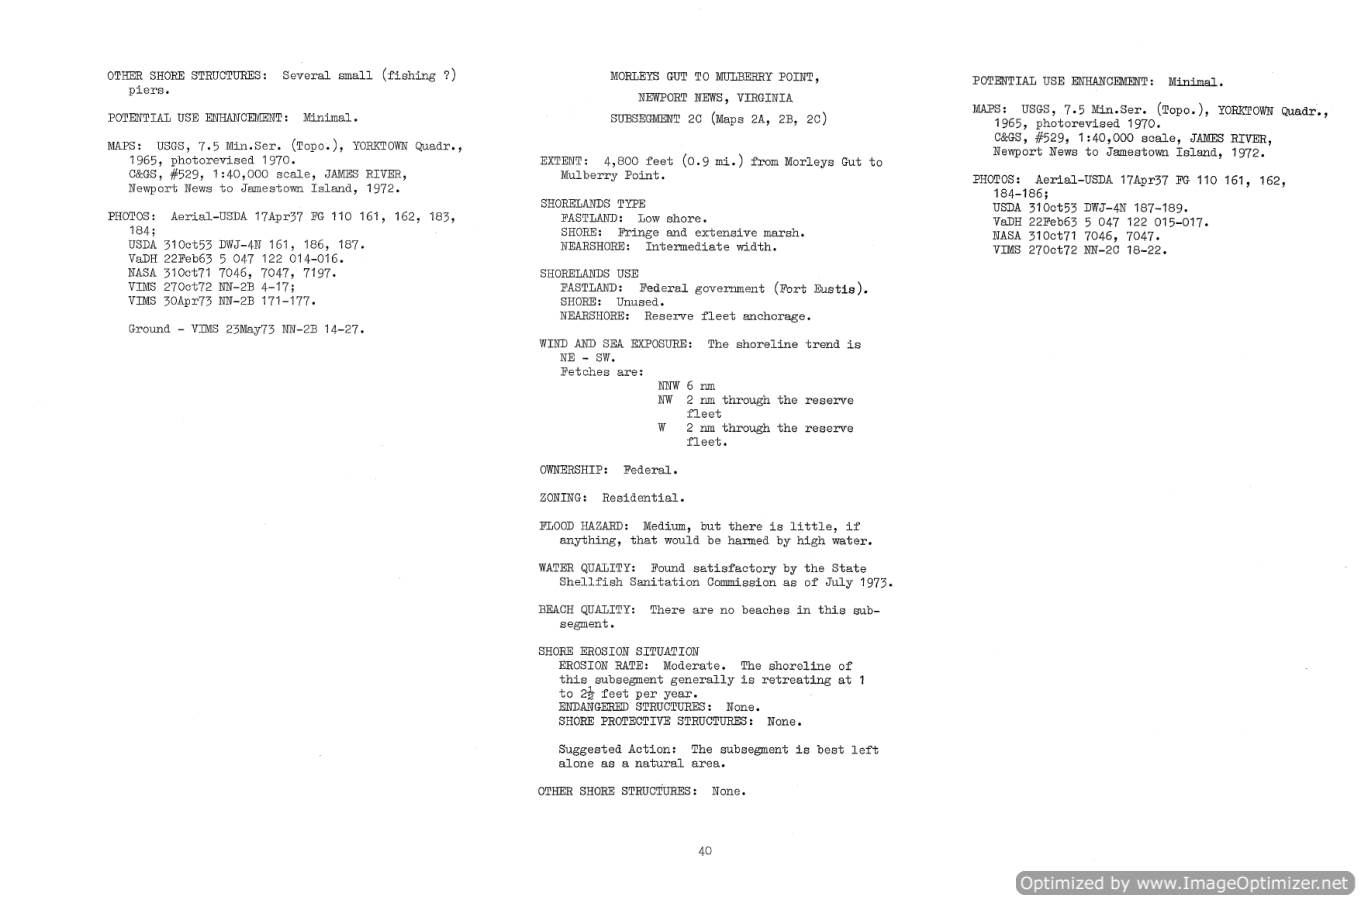 OTHER SHORE STRUCTURES: Several small (fishing ?)
piers.
POTENTIAL USE ENHANCEMENT: Minimal.
MAPS: USGS, 7.5 Min.Ser. (Topo.), YORKTOWN Quadr.,
1965, photorevised 1970.
C&GS, #529, 1:40,000 scale, JAMES RIVER,
Newport News to Jamestown Island, 1972.
PHOTOS: Aerial-USDA 17Apr37 FG 110 161, 162, 183,
184;
USDA 31Oct53 DWJ-4N 161, 186, 187.
VaDH 22Feb63 5 047 122 014-016.
NASA 31Oct71 7046, 7047, 7197.
VIMS 27Oct72 NN-2B 4-17;
VIMS 30Apr73 NN-2B 171-177.
Ground - VIMS 23May73 NN-2B 14-27.
MORLEYS GUT TO MULBERRY POINT,
NEWPORT NEWS, VIRGINIA
SUBSEGMENT 2C (Maps 2A, 2B, 2C)
EXTENT: 4,800 feet (0.9 mi.) from Morleys Gut to
Mulberry Point.
SHORELANDS TYPE
FASTLAND: Low shore.
SHORE: Fringe and extensive marsh.
NEARSHORE: Intermediate width.
SHORELANDS USE
FASTLAND: Federal government (Fort Eustis).
SHORE: Unused.
NEARSHORE: Reserve fleet anchorage.
WIND AND SEA EXPOSURE: The shoreline trend is
NE - SW.
Fetches are:
NNW 6 nm
NW 2 nm through the reserve
fleet
W 2 nm through the reserve
fleet.
OWNERSHIP: Federal.
ZONING: Residential.
FLOOD HAZARD: Medium, but there is little, if
anything, that would be harmed by high water.
WATER QUALITY: Found satisfactory by the State
Shellfish Sanitation Commission as of July 1973.
BEACH QUALITY: There are no beaches in this sub-
segment.
SHORE EROSION SITUATION
EROSION RATE: Moderate. The shoreline of
this subsegment generally is retreating at 1
to 2½ feet per year.
ENDANGERED STRUCTURES: None.
SHORE PROTECTIVE STRUCTURES: None.
Suggested Action: The subsegment is best left
alone as a natural area.
OTHER SHORE STRUCTURES: None.
POTENTIAL USE ENHANCEMENT: Minimal.
MAPS: USGS, 7.5 Min.Ser. (Topo.), YORKTOWN Quadr.,
1965, photorevised 1970.
C&GS, #529, 1:40,000 scale, JAMES RIVER,
Newport News to Jamestown Island, 1972.
PHOTOS: Aerial-USDA 17Apr37 FG 110 161, 162,
184-186;
USDA 31Oct53 DWJ-4N 187-189.
VaDH 22Feb63 5 047 122 015-017.
NASA 31Oct71 7046, 7047.
VIMS 27Oct72 NN-2C 18-22.
40
Optimized by www.ImageOptimizer.net